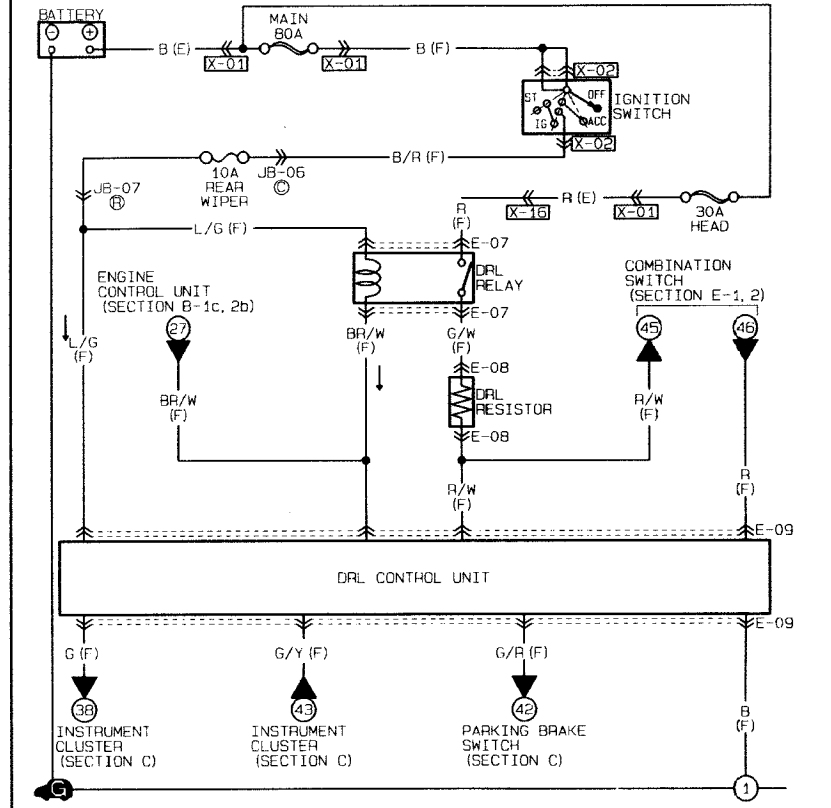 BATTERY
MAIN
80A
B (E)
X-01
X-01
B (F)
X-02
ST
OFF
IG
ACC
IGNITION
SWITCH
X-02
B/R (F)
10A
REAR
WIPER
JB-06
C
JB-07
R
R
(F)
X-16
R (E)
X-01
30A
HEAD
L/G (F)
E-07
DRL
RELAY
E-07
ENGINE
CONTROL UNIT
(SECTION B-1c, 2b)
27
COMBINATION
SWITCH
(SECTION E-1, 2)
45
46
L/G
(F)
BR/W
(F)
G/W
(F)
E-08
DRL
RESISTOR
E-08
BR/W
(F)
R/W
(F)
R/W
(F)
R
(F)
E-09
DRL CONTROL UNIT
E-09
G (F)
G/Y (F)
G/R (F)
B
(F)
38
43
42
INSTRUMENT
CLUSTER
(SECTION C)
INSTRUMENT
CLUSTER
(SECTION C)
PARKING BRAKE
SWITCH
(SECTION C)
G
1